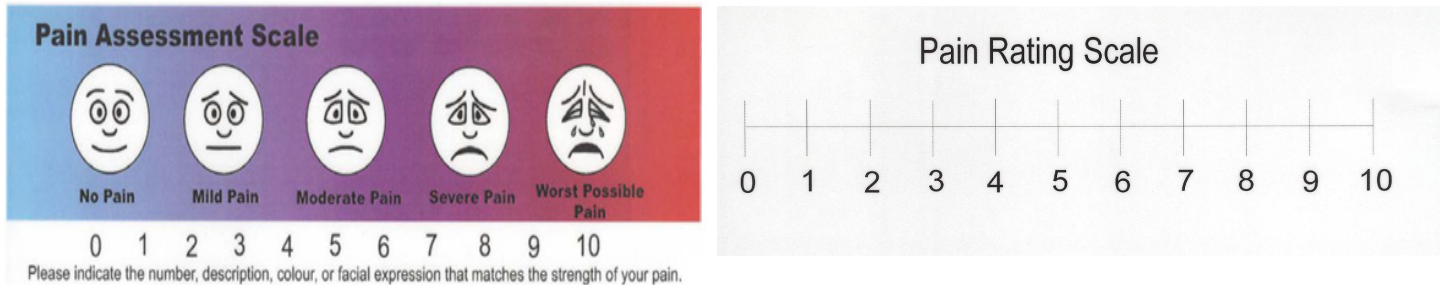 Pain Assessment Scale
No Pain
Mild Pain
Moderate Pain
Severe Pain
Worst Possible
Pain
0 1 2 3 4 5 6 7 8 9 10
Please indicate the number, description, colour, or facial expression that matches the strength of your pain.
Pain Rating Scale
0 1 2 3 4 5 6 7 8 9 10